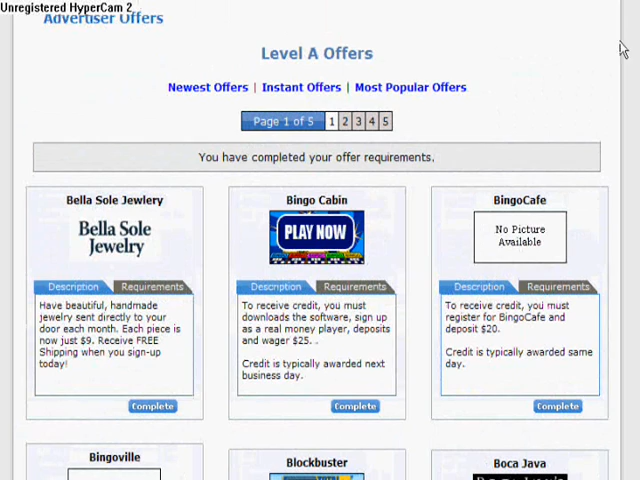 Unregistered HyperCam 2
Advertiser Offers
Level A Offers
Newest Offers | Instant Offers | Most Popular Offers
Page 1 of 5 1 2 3 4 5
You have completed your offer requirements.
Bella Sole Jewlery
Bella Sole
Jewelry
Description Requirements
Have beautiful, handmade
jewelry sent directly to your
door each month. Each piece is
now just $9. Receive FREE
Shipping when you sign-up
today!
Complete
Bingo Cabin
PLAY NOW
Description Requirements
To receive credit, you must
downloads the software, sign up
as a real money player, deposits
and wager $25. .
Credit is typically awarded next
business day.
Complete
BingoCafe
No Picture
Available
Description Requirements
To receive credit, you must
register for BingoCafe and
deposit $20.
Credit is typically awarded same
day.
Complete
Bingoville
Blockbuster
Boca Java